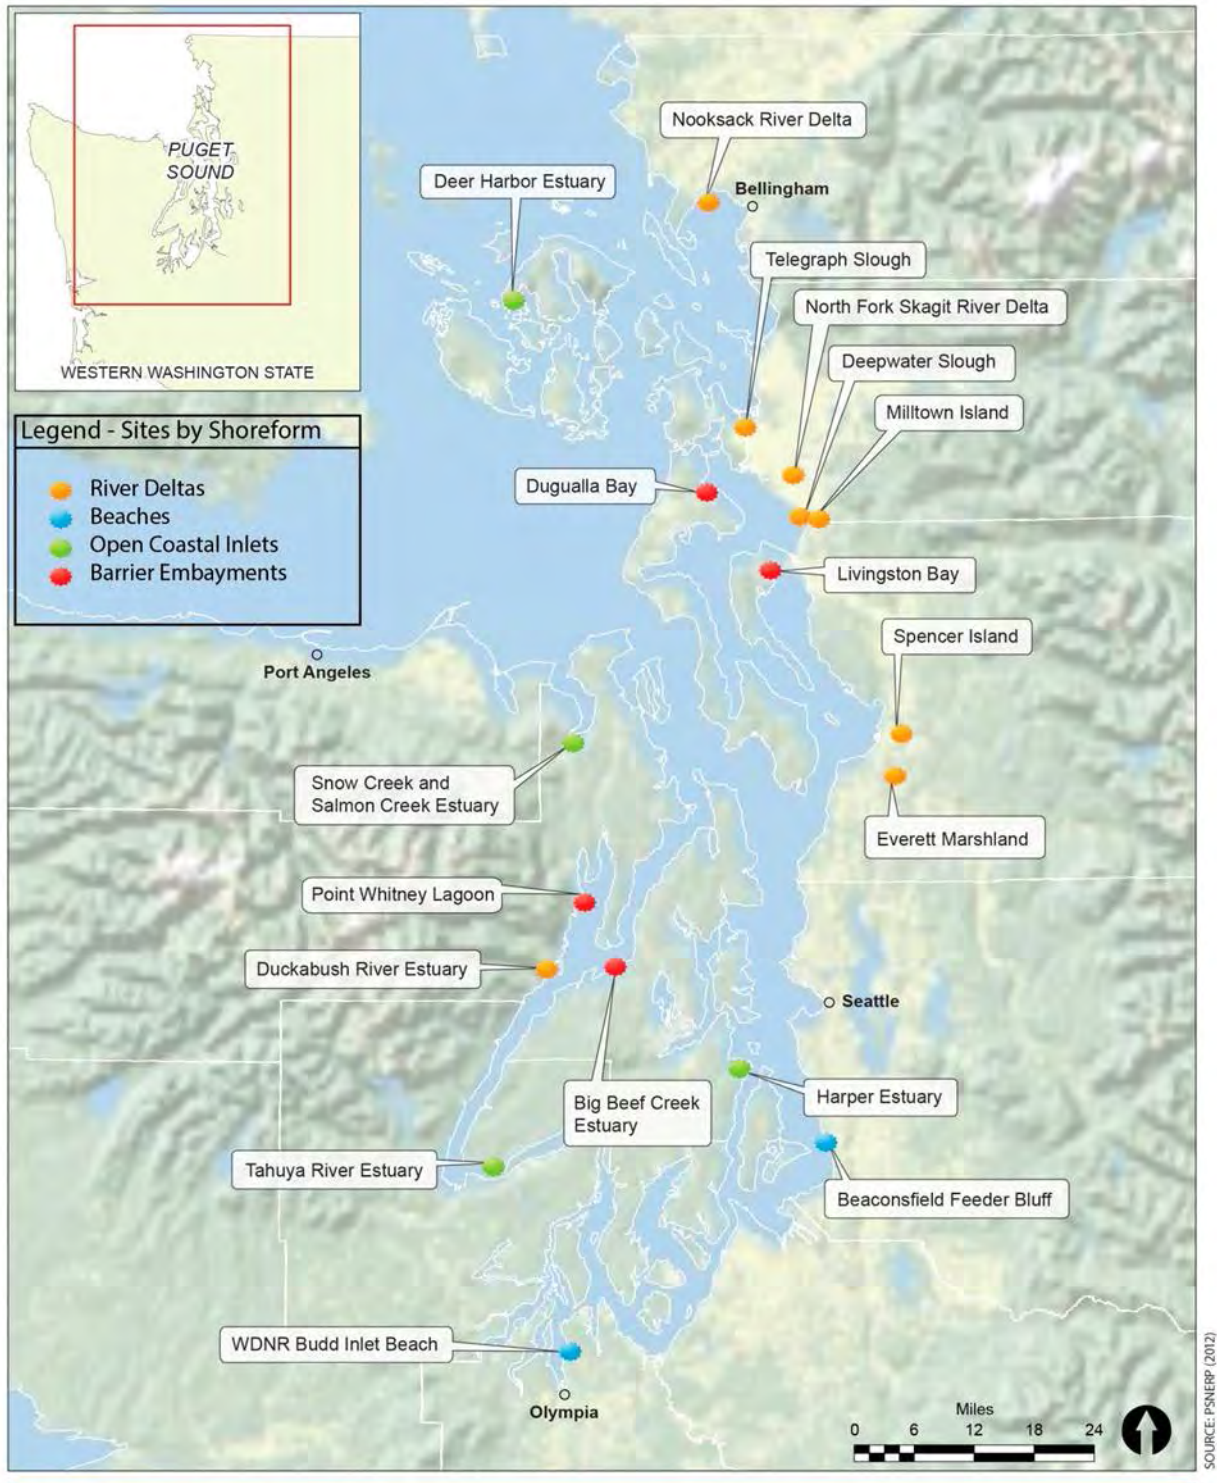 PUGET
SOUND
WESTERN WASHINGTON STATE
Legend - Sites by Shoreform
River Deltas
Beaches
Open Coastal Inlets
Barrier Embayments
Nooksack River Delta
Deer Harbor Estuary
Bellingham
Telegraph Slough
North Fork Skagit River Delta
Deepwater Slough
Milltown Island
Dugualla Bay
Livingston Bay
Spencer Island
Port Angeles
Snow Creek and
Salmon Creek Estuary
Everett Marshland
Point Whitney Lagoon
Duckabush River Estuary
Seattle
Big Beef Creek
Estuary
Harper Estuary
Tahuya River Estuary
Beaconsfield Feeder Bluff
WDNR Budd Inlet Beach
Olympia
Miles
0 6 12 18 24
SOURCE: PSNERP (2012)